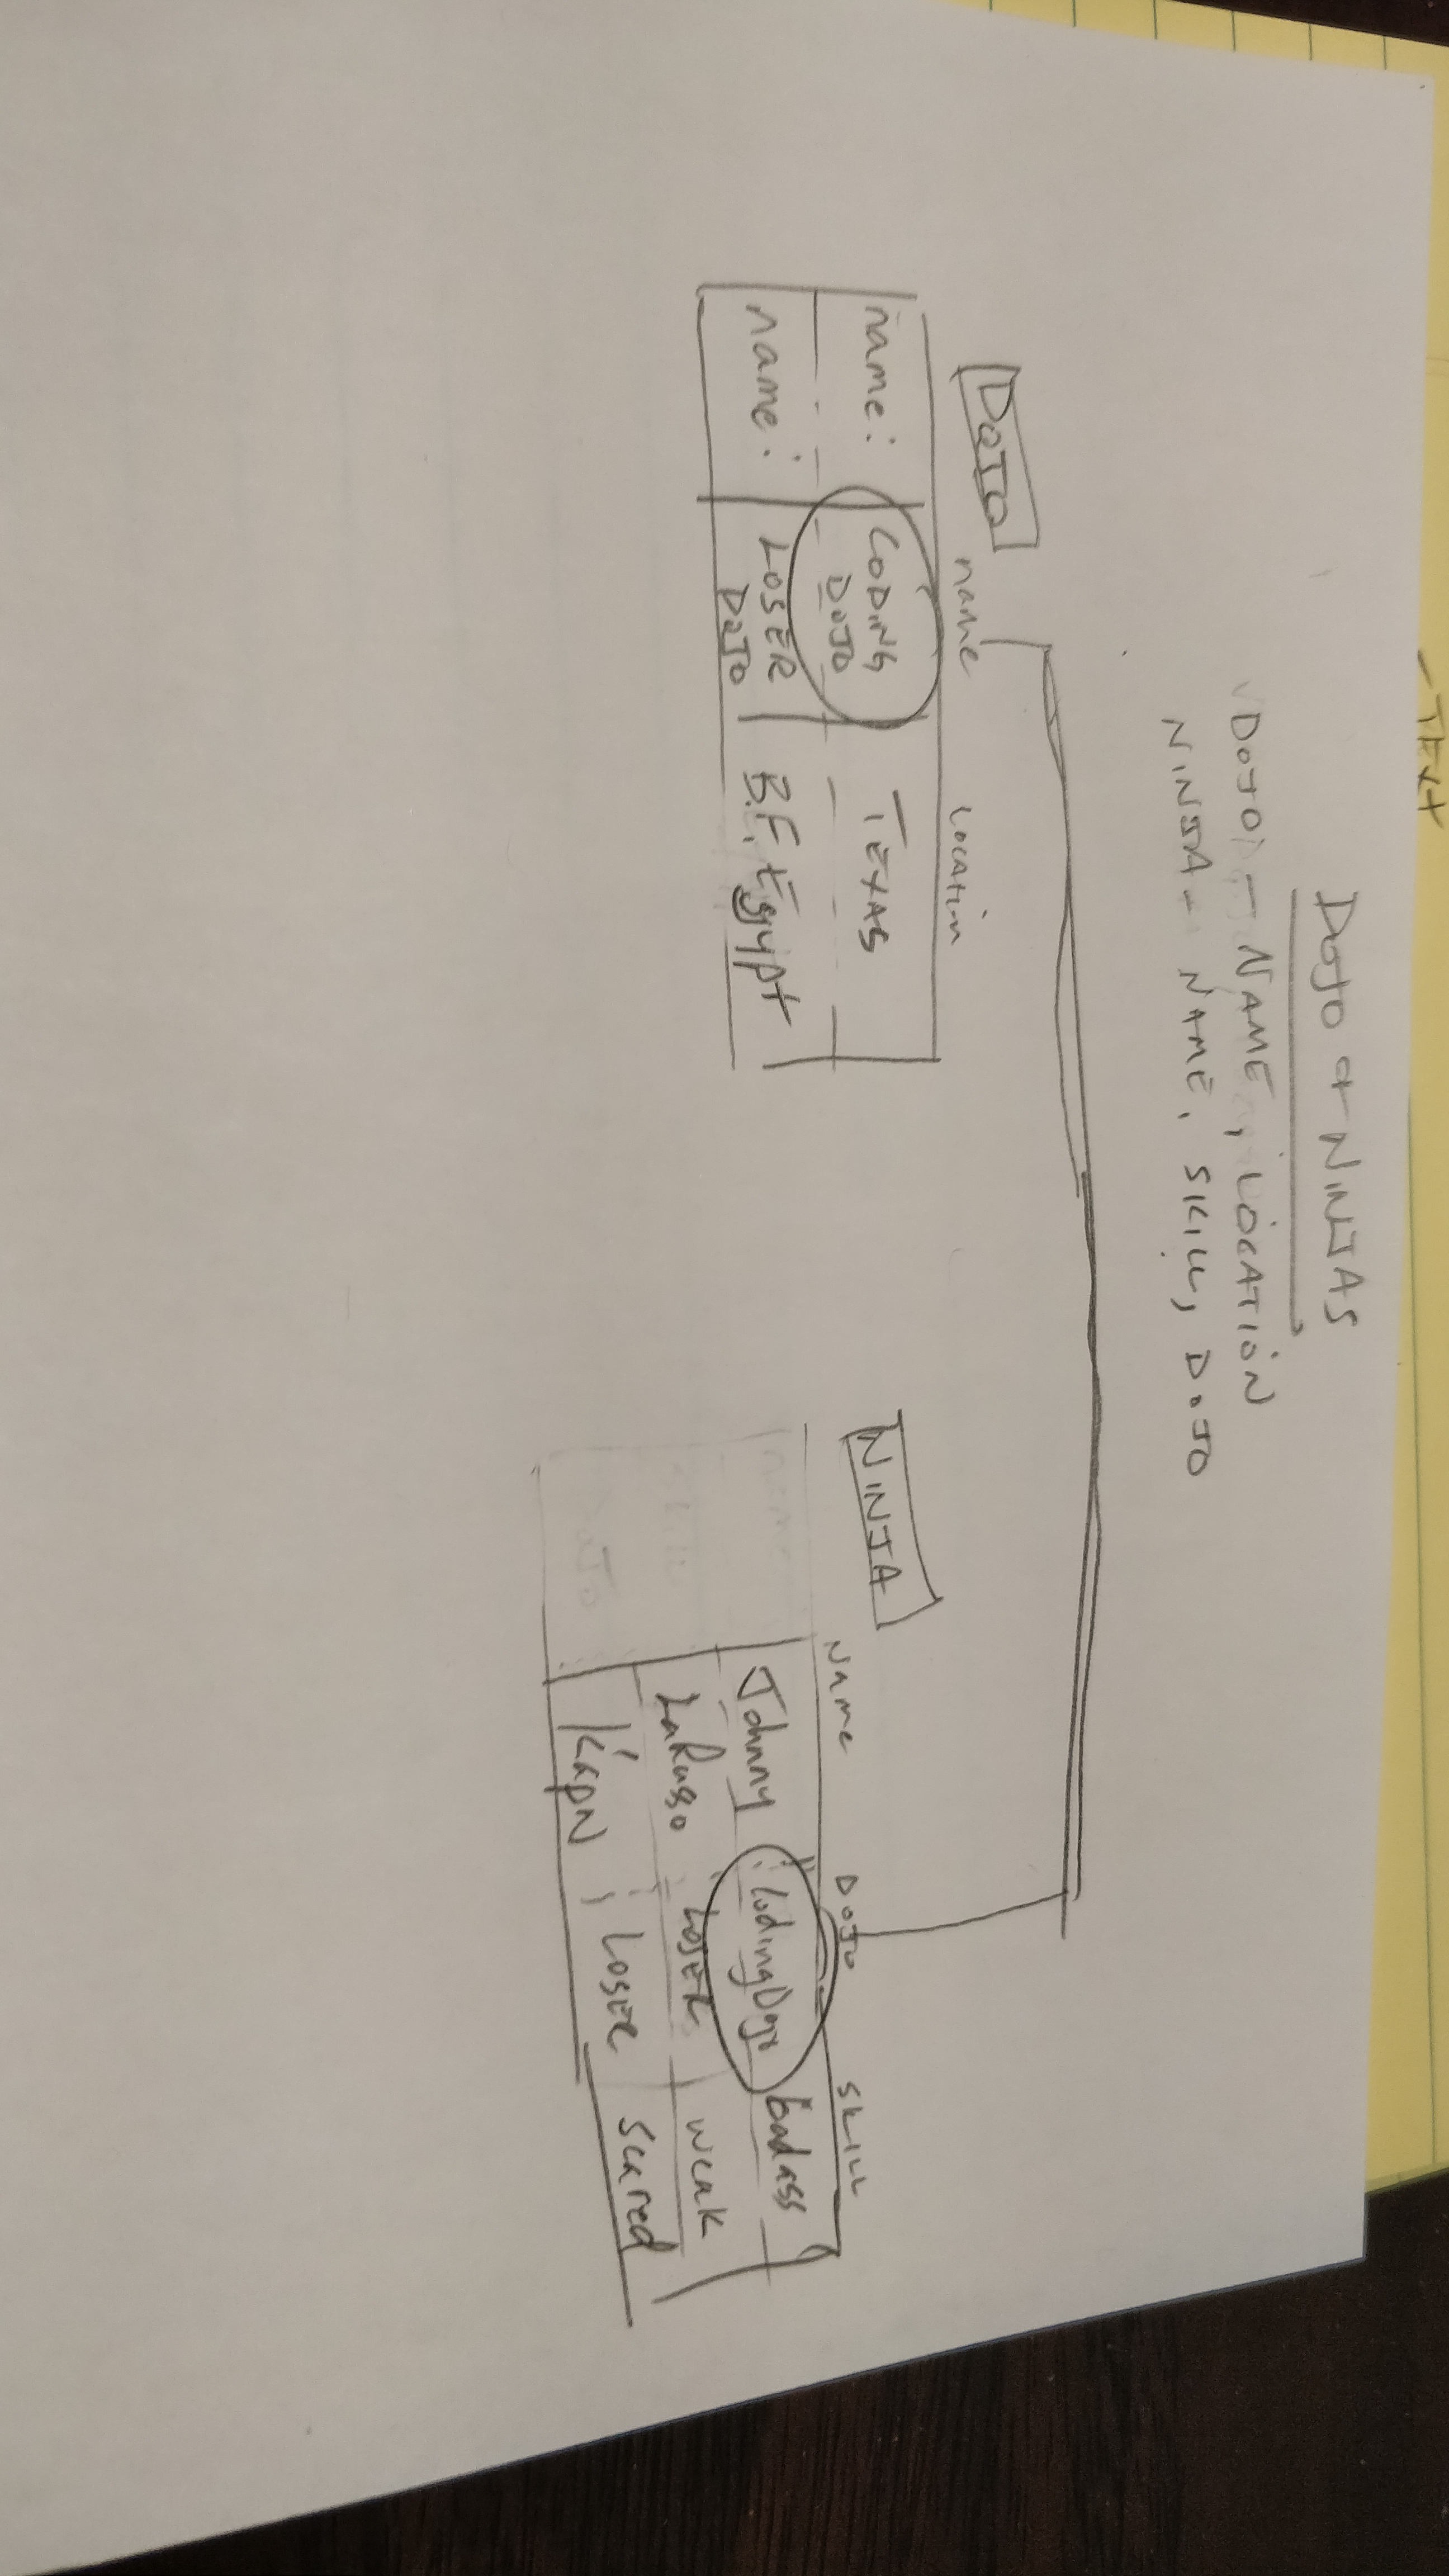 - TEXT
DOJO & NINJAS
DOJO - NAME, LOCATION
NINJA - NAME, SKILL, DOJO
DOJO
name Location
name: CODING DOJO TEXAS
name: LOSER DOJO B.F. Egypt
NINJA
Name DOJO SKILL
Johnny CodingDojo badass
LaRusso LOSER weak
KapN LOSER Scared